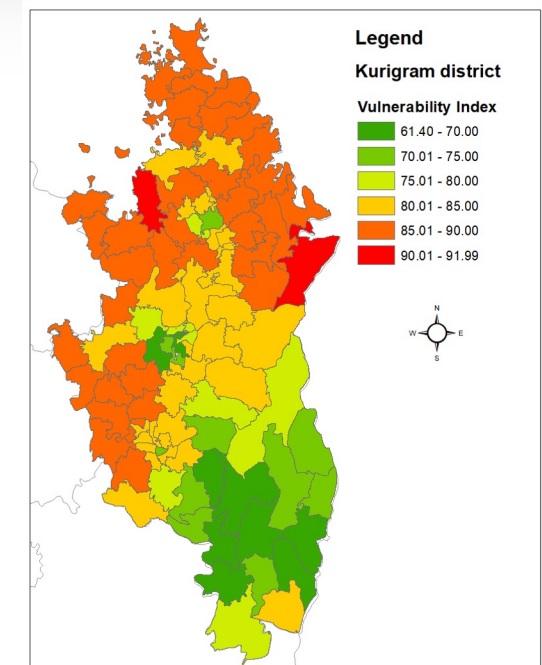 Legend
Kurigram district
Vulnerability Index
61.40 - 70.00
70.01 - 75.00
75.01 - 80.00
80.01 - 85.00
85.01 - 90.00
90.01 - 91.99
N
W E
S